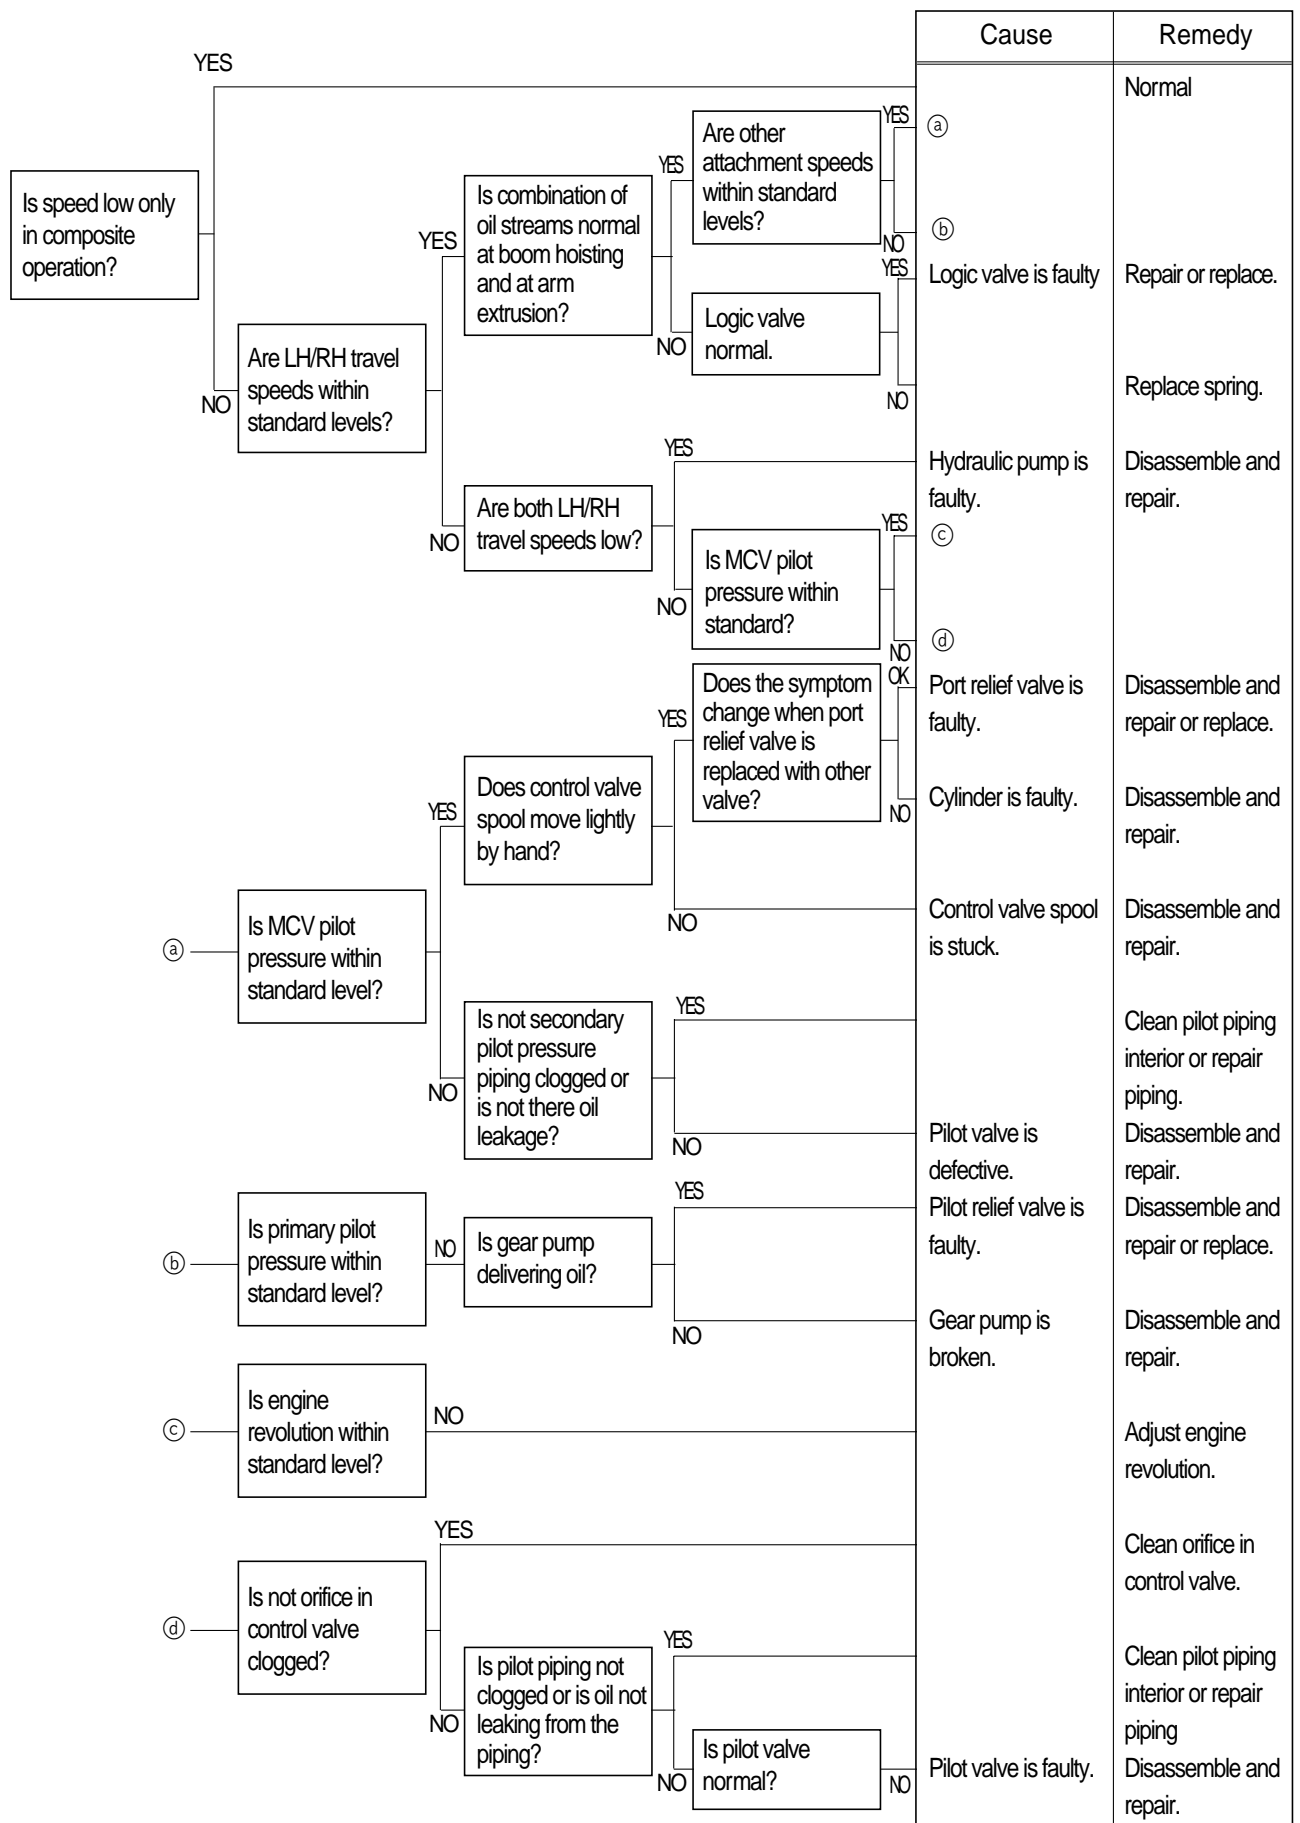 Cause
Remedy
YES
Normal
Is speed low only
in composite
operation?
NO
Are LH/RH travel
speeds within
standard levels?
YES
Is combination of
oil streams normal
at boom hoisting
and at arm
extrusion?
YES
Are other
attachment speeds
within standard
levels?
YES
ⓐ
NO
ⓑ
NO
Logic valve
normal.
YES
Logic valve is faulty
Repair or replace.
NO
Replace spring.
NO
Are both LH/RH
travel speeds low?
YES
Hydraulic pump is
faulty.
Disassemble and
repair.
NO
Is MCV pilot
pressure within
standard?
YES
ⓒ
NO
ⓓ
ⓐ
Is MCV pilot
pressure within
standard level?
YES
Does control valve
spool move lightly
by hand?
YES
Does the symptom
change when port
relief valve is
replaced with other
valve?
OK
Port relief valve is
faulty.
Disassemble and
repair or replace.
NO
Cylinder is faulty.
Disassemble and
repair.
NO
Control valve spool
is stuck.
Disassemble and
repair.
NO
Is not secondary
pilot pressure
piping clogged or
is not there oil
leakage?
YES
Clean pilot piping
interior or repair
piping.
NO
Pilot valve is
defective.
Disassemble and
repair.
ⓑ
Is primary pilot
pressure within
standard level?
NO
Is gear pump
delivering oil?
YES
Pilot relief valve is
faulty.
Disassemble and
repair or replace.
NO
Gear pump is
broken.
Disassemble and
repair.
ⓒ
Is engine
revolution within
standard level?
NO
Adjust engine
revolution.
ⓓ
Is not orifice in
control valve
clogged?
YES
Clean orifice in
control valve.
NO
Is pilot piping not
clogged or is oil not
leaking from the
piping?
YES
Clean pilot piping
interior or repair
piping
NO
Is pilot valve
normal?
NO
Pilot valve is faulty.
Disassemble and
repair.